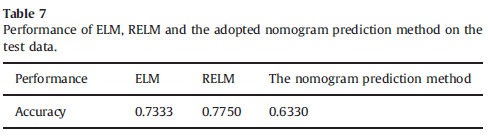 Table 7
Performance of ELM, RELM and the adopted nomogram prediction method on the
test data.
Performance ELM RELM The nomogram prediction method
Accuracy 0.7333 0.7750 0.6330